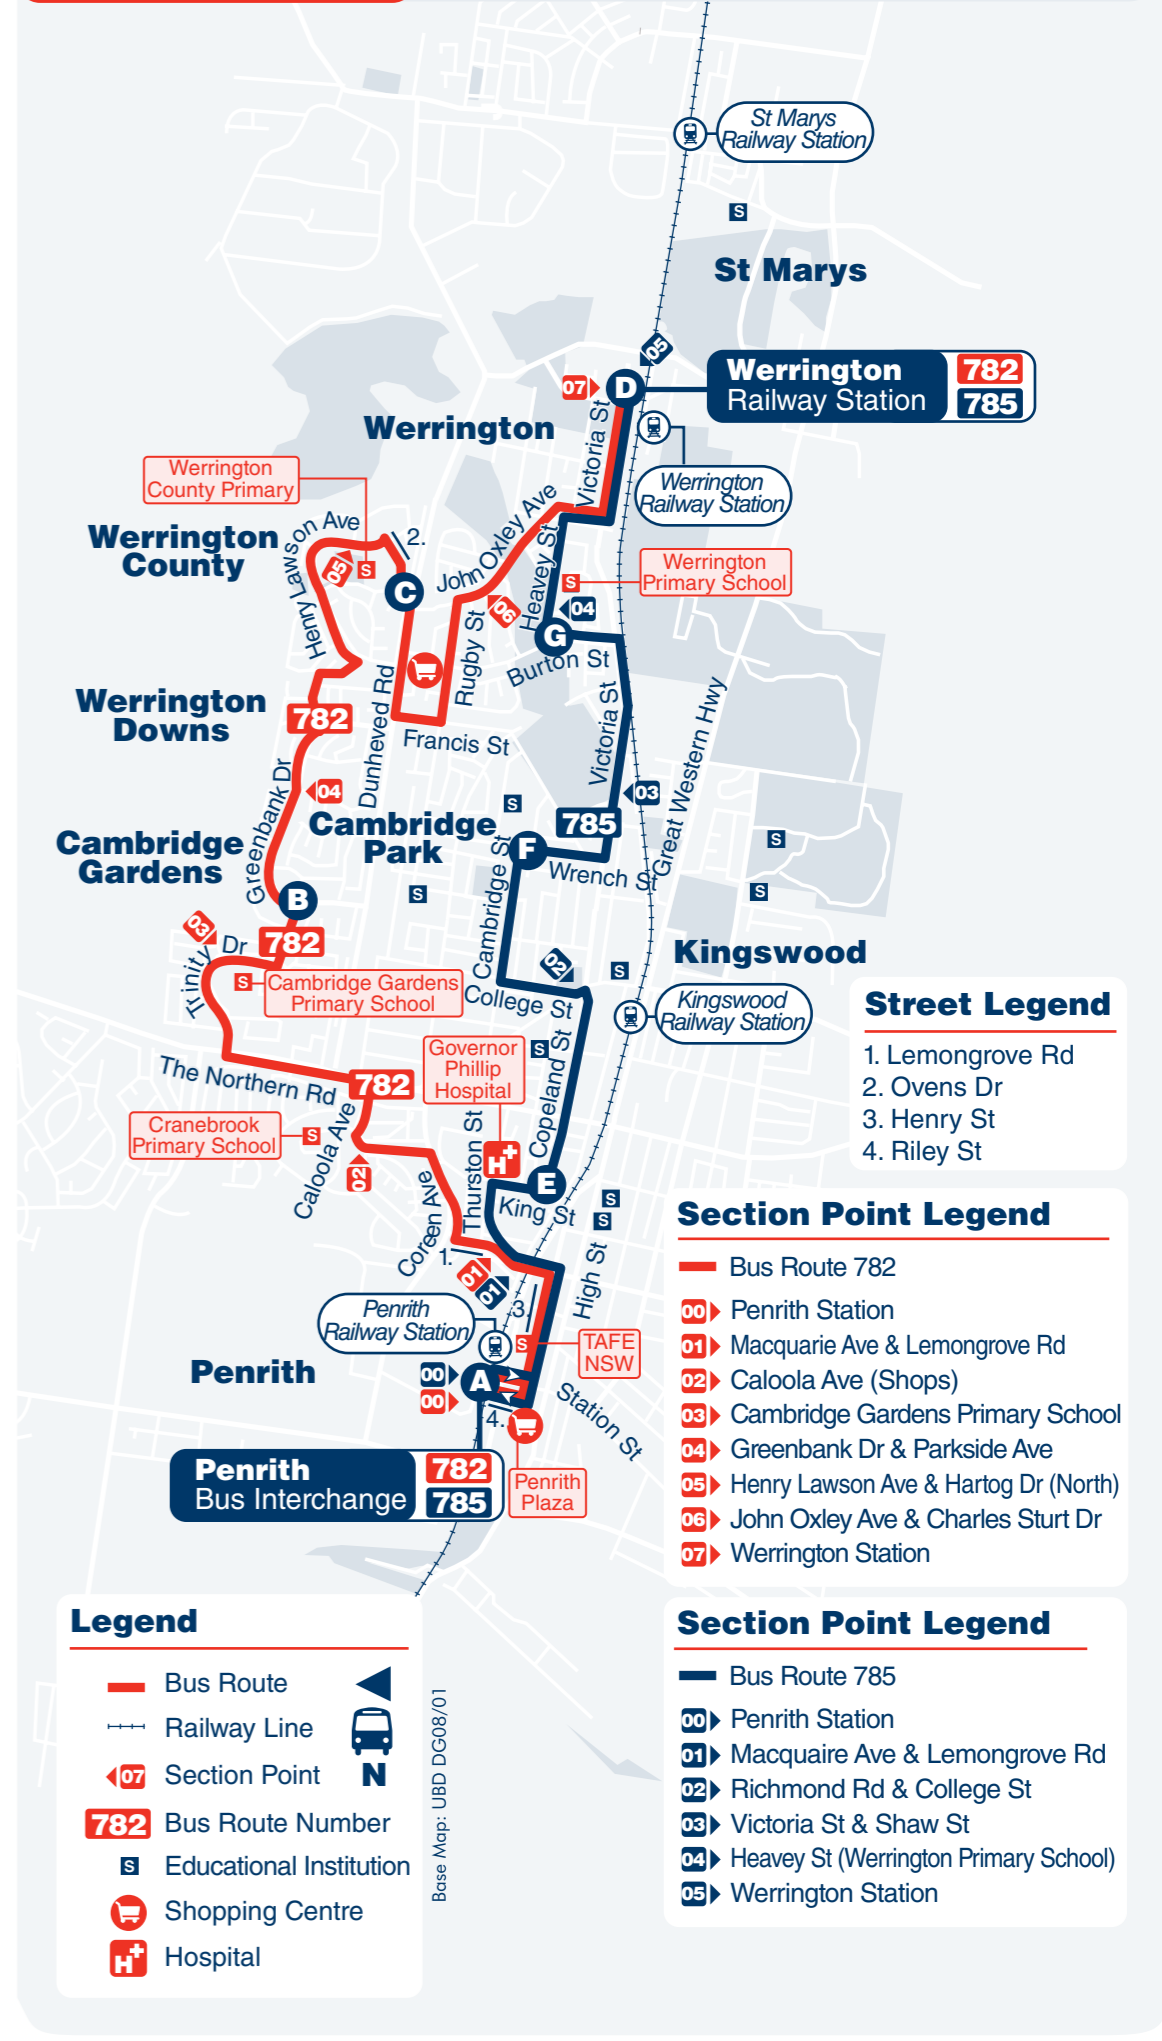 St Marys
Railway Station
S
St Marys
05
07
D
Werrington
Railway Station
782
785
Werrington
Victoria St
Werrington
Railway Station
Werrington
County Primary
Werrington
County
Henry Lawson Ave
05
S
2.
C
John Oxley Ave
06
Heavey St
Werrington
Primary School
S
04
G
Burton St
Rugby St
Dunheved Rd
Francis St
Werrington
Downs
782
04
Greenbank Dr
Victoria St
Great Western Hwy
03
785
S
Cambridge
Park
Cambridge
Gardens
F
Wrench St
Cambridge St
S
S
S
B
782
03
Trinity Dr
S
Cambridge Gardens
Primary School
02
College St
S
Kingswood
Kingswood
Railway Station
The Northern Rd
782
Governor
Phillip
Hospital
S
Copeland St
Thurston St
H+
E
King St
Cranebrook
Primary School
S
Caloola Ave
02
Coreen Ave
1.
01
01
S
S
High St
3.
Penrith
Railway Station
S
TAFE
NSW
Penrith
00
00
A
4.
Station St
Penrith
Bus Interchange
782
785
Penrith
Plaza
Street Legend
1. Lemongrove Rd
2. Ovens Dr
3. Henry St
4. Riley St
Section Point Legend
Bus Route 782
00 Penrith Station
01 Macquarie Ave & Lemongrove Rd
02 Caloola Ave (Shops)
03 Cambridge Gardens Primary School
04 Greenbank Dr & Parkside Ave
05 Henry Lawson Ave & Hartog Dr (North)
06 John Oxley Ave & Charles Sturt Dr
07 Werrington Station
Section Point Legend
Bus Route 785
00 Penrith Station
01 Macquaire Ave & Lemongrove Rd
02 Richmond Rd & College St
03 Victoria St & Shaw St
04 Heavey St (Werrington Primary School)
05 Werrington Station
Legend
Bus Route
Railway Line
07 Section Point
N
782 Bus Route Number
S Educational Institution
Shopping Centre
H+ Hospital
Base Map: UBD DG08/01